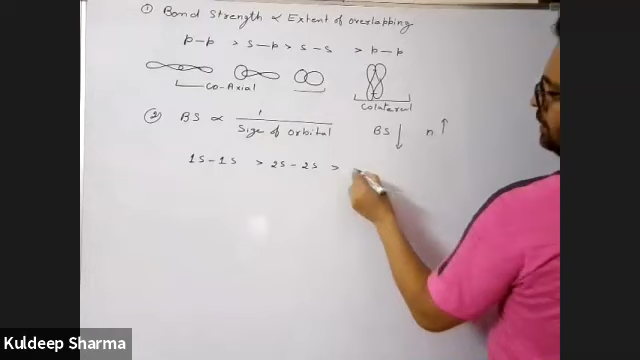 ① Bond Strength ∝ Extent of overlapping
p-p > s-p > s-s > p-p
Co-Axial
Collateral
② BS ∝ 1 / Size of orbital BS ↓ n ↑
1s-1s > 2s-2s >
Kuldeep Sharma